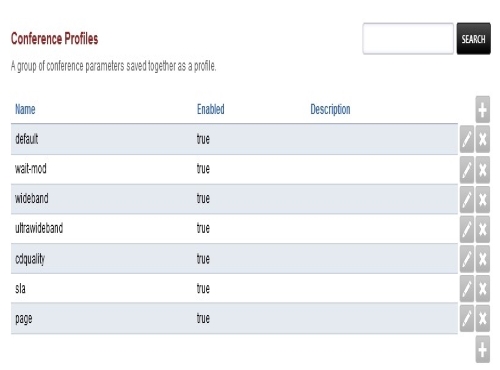 Conference Profiles
SEARCH
A group of conference parameters saved together as a profile.
Name Enabled Description
default true
wait-mod true
wideband true
ultrawideband true
cdquality true
sla true
page true